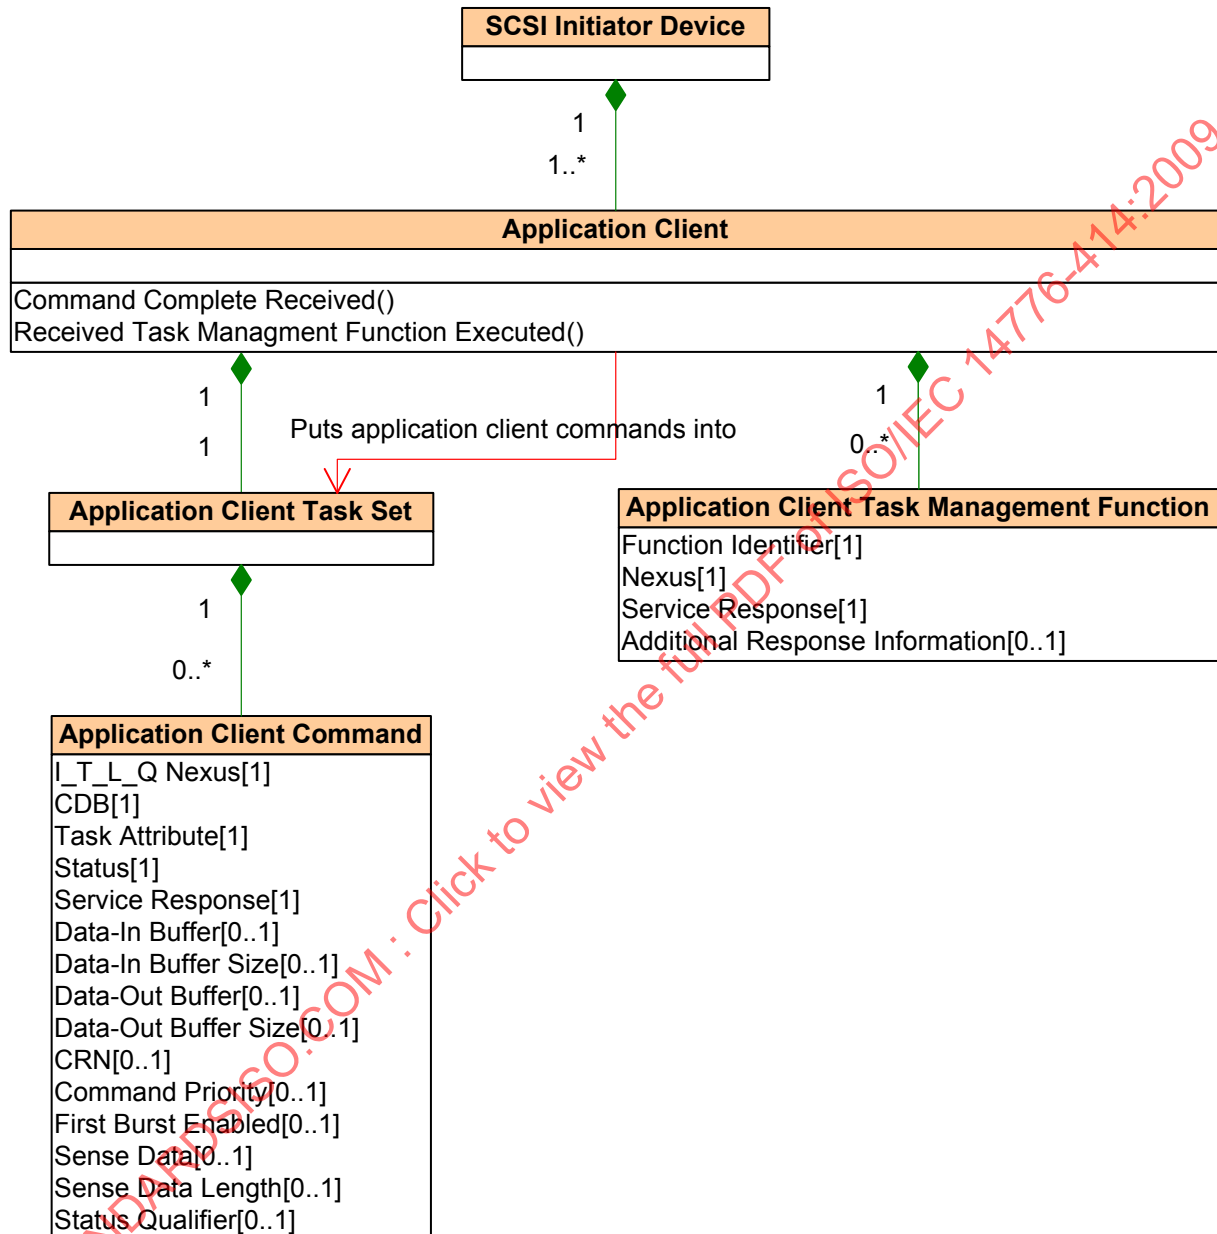 SCSI Initiator Device
1
1..*
Application Client
Command Complete Received()
Received Task Managment Function Executed()
1
1
Puts application client commands into
1
0..*
Application Client Task Set
Application Client Task Management Function
Function Identifier[1]
Nexus[1]
Service Response[1]
Additional Response Information[0..1]
1
0..*
Application Client Command
I_T_L_Q Nexus[1]
CDB[1]
Task Attribute[1]
Status[1]
Service Response[1]
Data-In Buffer[0..1]
Data-In Buffer Size[0..1]
Data-Out Buffer[0..1]
Data-Out Buffer Size[0..1]
CRN[0..1]
Command Priority[0..1]
First Burst Enabled[0..1]
Sense Data[0..1]
Sense Data Length[0..1]
Status Qualifier[0..1]
NDARDSISO.COM : Click to view the full PDF of ISO/IEC 14776-414:2009